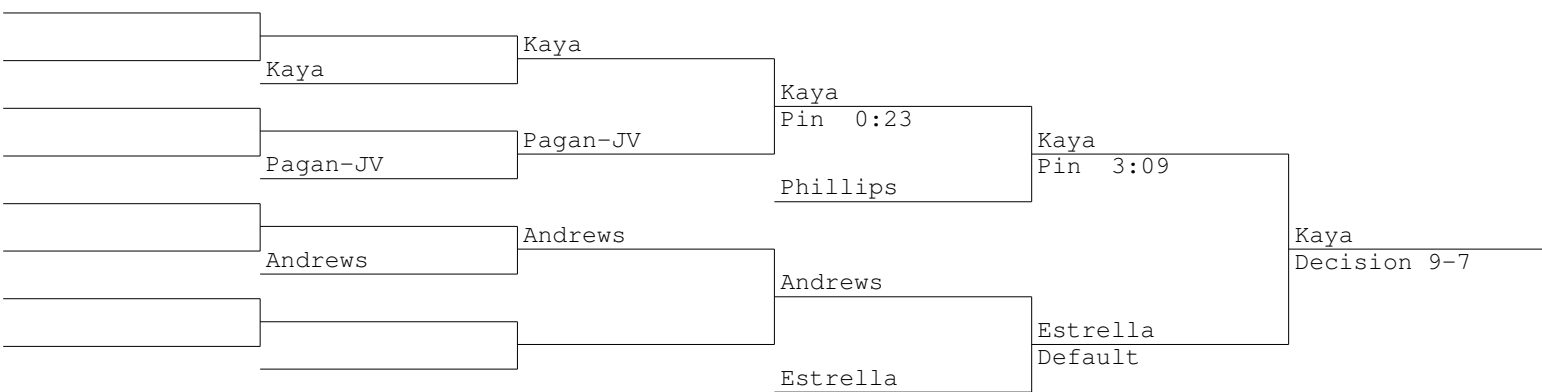 Kaya
Kaya
Kaya
Pin 0:23
Pagan-JV
Kaya
Pagan-JV
Pin 3:09
Phillips
Andrews
Kaya
Andrews
Decision 9-7
Andrews
Estrella
Default
Estrella